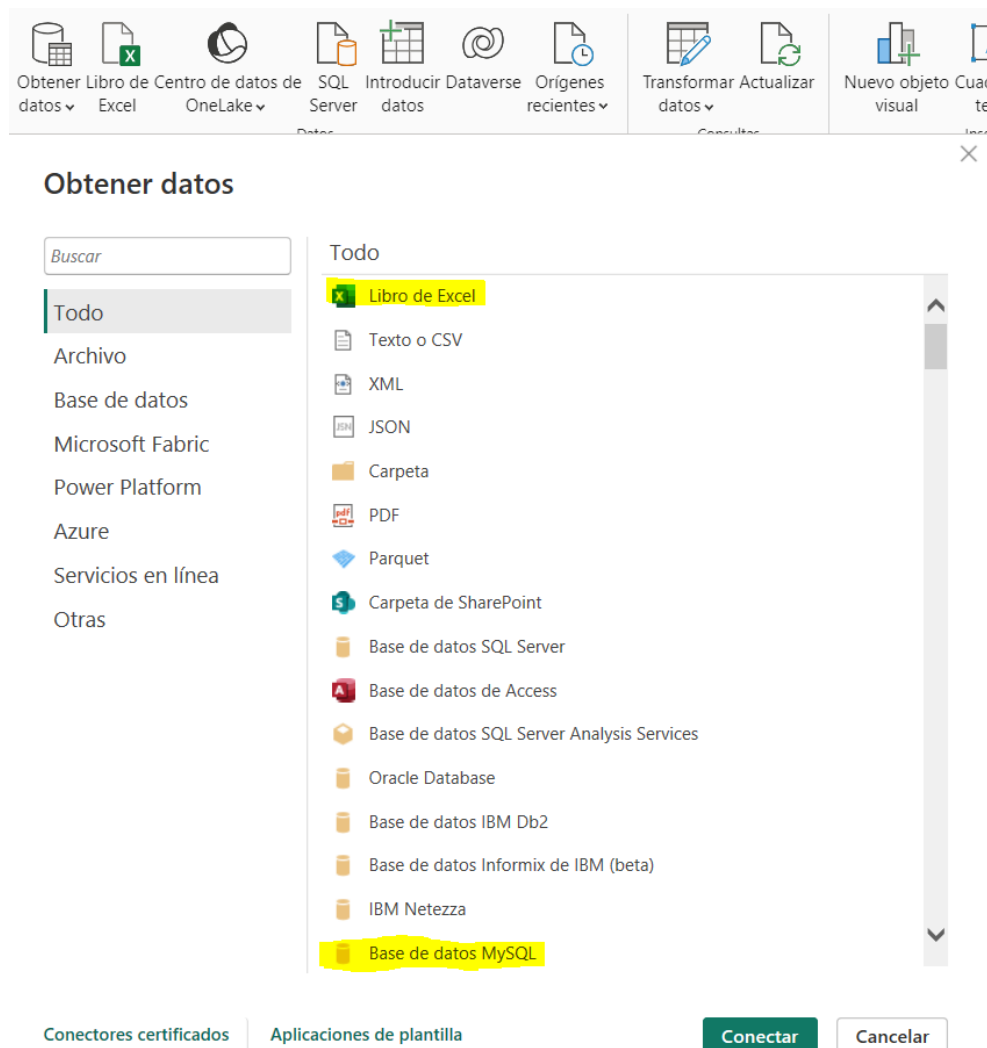 Obtener Libro de Centro de datos de SQL Introducir Dataverse Orígenes Transformar Actualizar Nuevo objeto
datos Excel OneLake Server datos recientes datos visual
Datos Consultas
Obtener datos
Buscar
Todo
Todo
Archivo
Base de datos
Microsoft Fabric
Power Platform
Azure
Servicios en línea
Otras
Libro de Excel
Texto o CSV
XML
JSON
Carpeta
PDF
Parquet
Carpeta de SharePoint
Base de datos SQL Server
Base de datos de Access
Base de datos SQL Server Analysis Services
Oracle Database
Base de datos IBM Db2
Base de datos Informix de IBM (beta)
IBM Netezza
Base de datos MySQL
Conectores certificados Aplicaciones de plantilla Conectar Cancelar